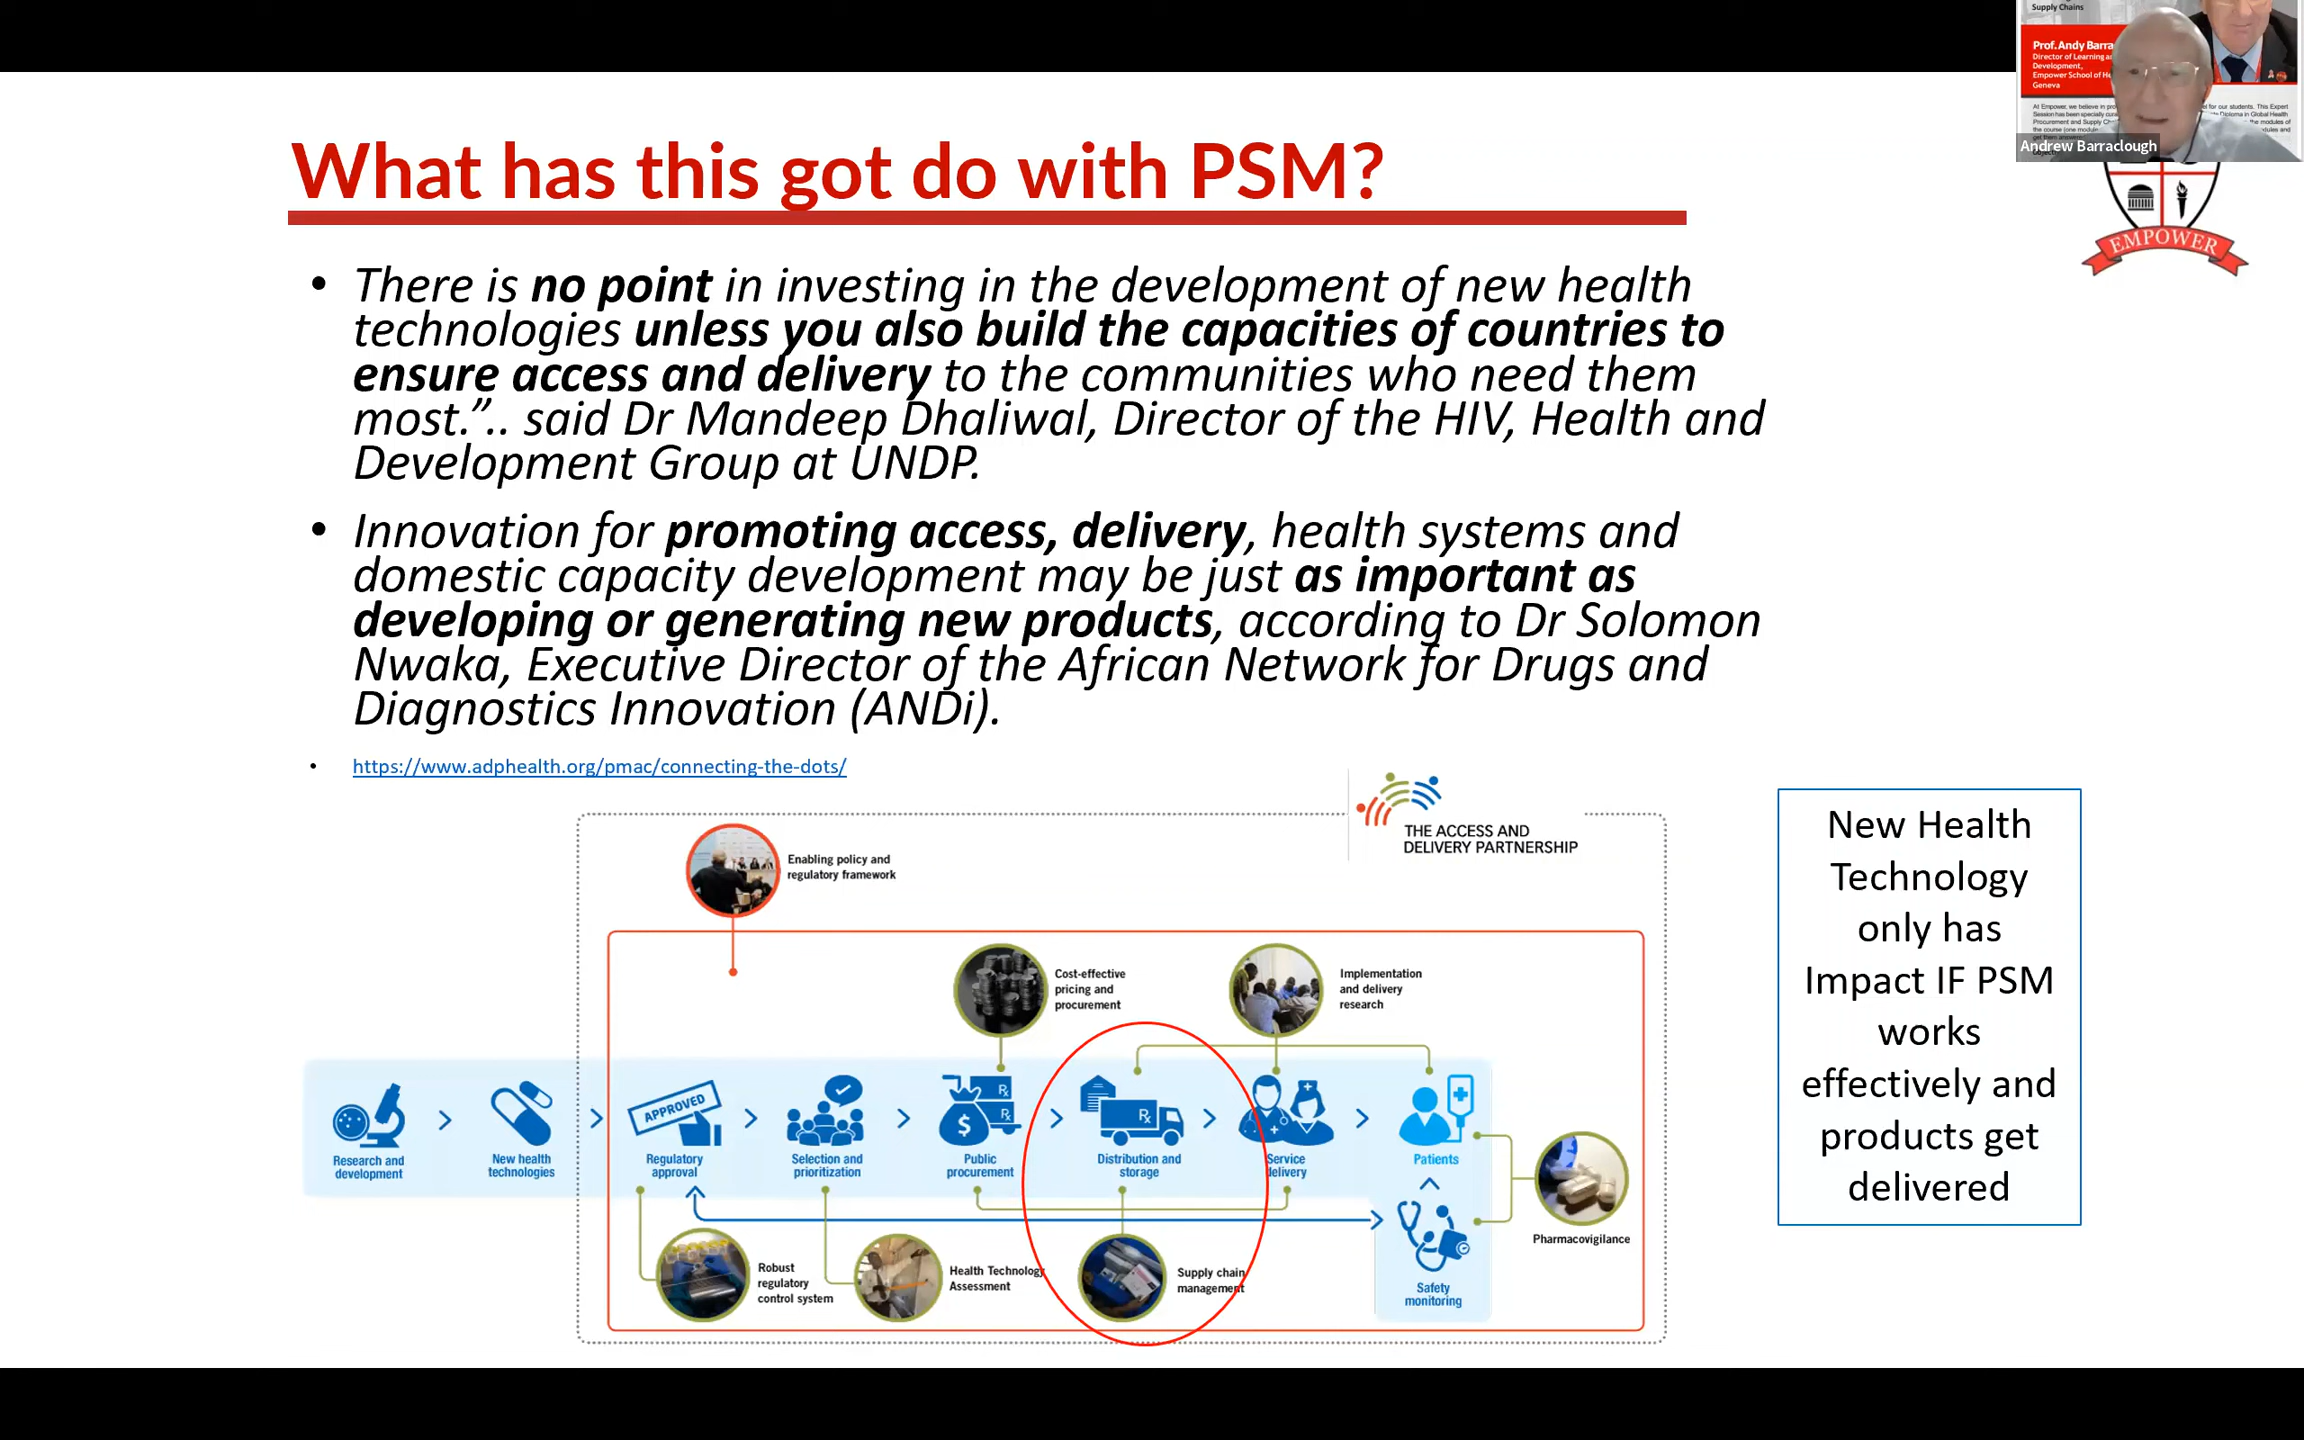 Supply Chains
Prof. Andy Barra
Director of Learning a
Development,
Empower School of He
Geneva
Andrew Barraclough
EMPOWER
What has this got do with PSM?
• There is no point in investing in the development of new health
technologies unless you also build the capacities of countries to
ensure access and delivery to the communities who need them
most.”.. said Dr Mandeep Dhaliwal, Director of the HIV, Health and
Development Group at UNDP.
• Innovation for promoting access, delivery, health systems and
domestic capacity development may be just as important as
developing or generating new products, according to Dr Solomon
Nwaka, Executive Director of the African Network for Drugs and
Diagnostics Innovation (ANDi).
• https://www.adphealth.org/pmac/connecting-the-dots/
THE ACCESS AND
DELIVERY PARTNERSHIP
Enabling policy and
regulatory framework
Cost-effective
pricing and
procurement
Implementation
and delivery
research
APPROVED
Rx
Rx
$
Rx
Research and
development
New health
technologies
Regulatory
approval
Selection and
prioritization
Public
procurement
Distribution and
storage
Service
delivery
Patients
Robust
regulatory
control system
Health Technology
Assessment
Supply chain
management
Safety
monitoring
Pharmacovigilance
New Health
Technology
only has
Impact IF PSM
works
effectively and
products get
delivered